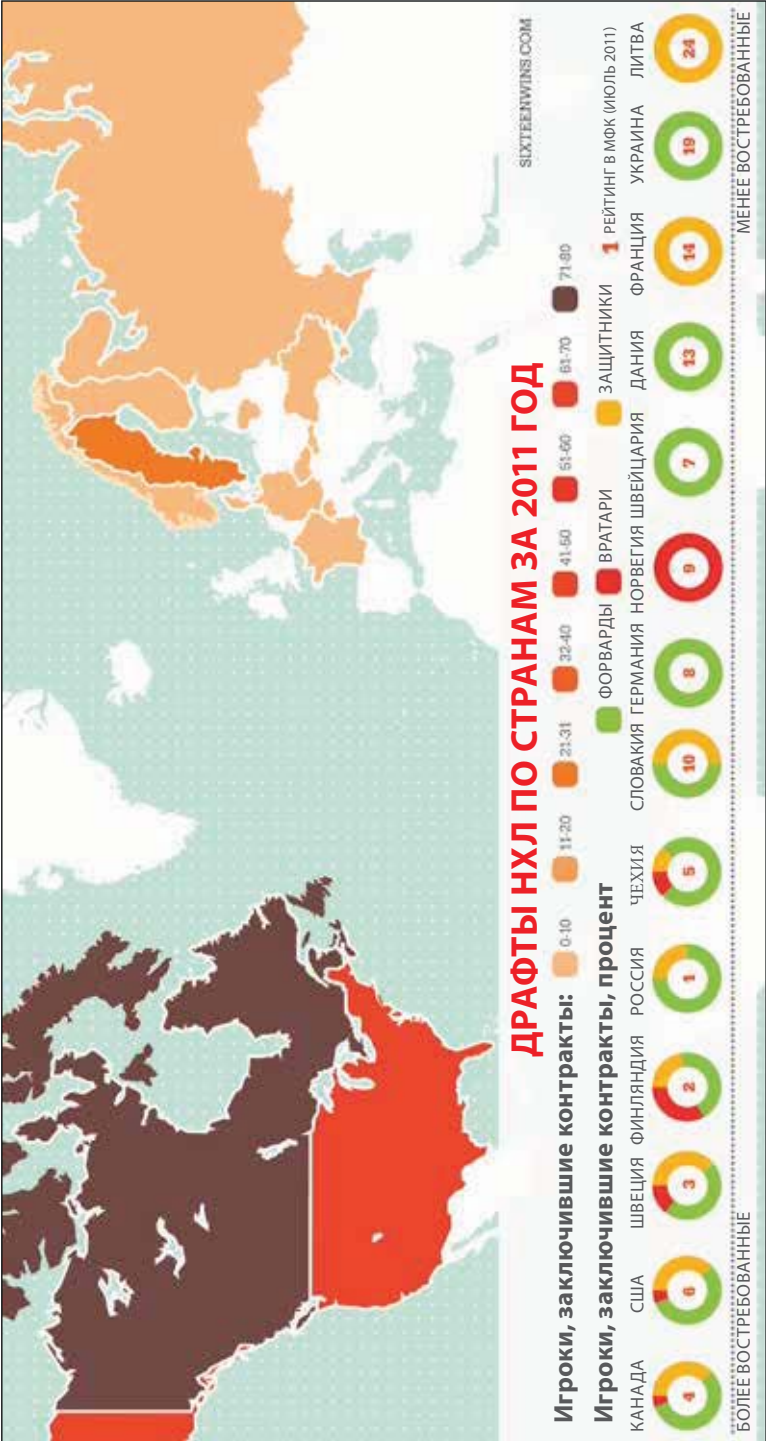 SIXTEENWINS.COM
ДРАФТЫ НХЛ ПО СТРАНАМ ЗА 2011 ГОД
Игроки, заключившие контракты: 0-10 11-20 21-31 32-40 41-50 51-60 61-70 71-80
Игроки, заключившие контракты, процент ФОРВАРДЫ ВРАТАРИ ЗАЩИТНИКИ 1 РЕЙТИНГ В МФК (ИЮЛЬ 2011)
КАНАДА США ШВЕЦИЯ ФИНЛЯНДИЯ РОССИЯ ЧЕХИЯ СЛОВАКИЯ ГЕРМАНИЯ НОРВЕГИЯ ШВЕЙЦАРИЯ ДАНИЯ ФРАНЦИЯ УКРАИНА ЛИТВА
4 6 3 2 1 5 10 8 9 7 13 14 19 24
БОЛЕЕ ВОСТРЕБОВАННЫЕ МЕНЕЕ ВОСТРЕБОВАННЫЕ